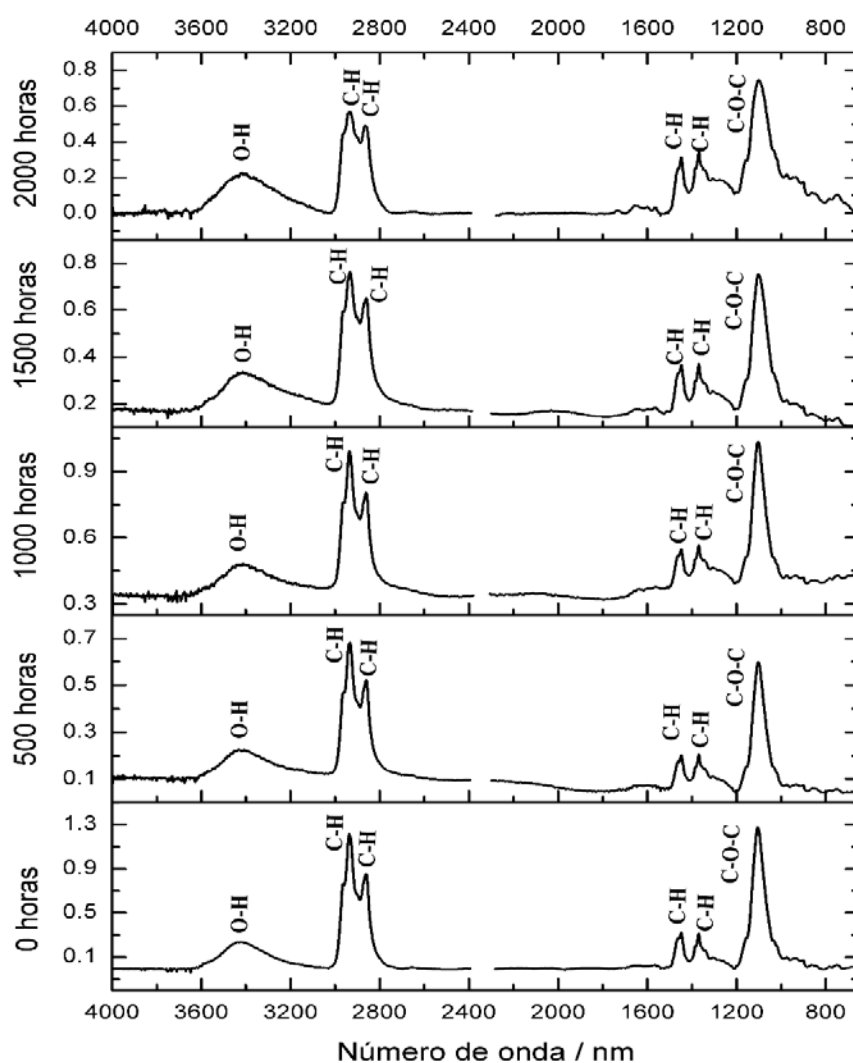 4000 3600 3200 2800 2400 2000 1600 1200 800
2000 horas
0.8
0.6
0.4
0.2
0.0
O-H
C-H
C-H
C-H
C-H
C-O-C
1500 horas
0.8
0.6
0.4
0.2
O-H
C-H
C-H
C-H
C-H
C-O-C
1000 horas
0.9
0.6
0.3
O-H
C-H
C-H
C-H
C-H
C-O-C
500 horas
0.7
0.5
0.3
0.1
O-H
C-H
C-H
C-H
C-H
C-O-C
0 horas
1.3
0.9
0.5
0.1
O-H
C-H
C-H
C-H
C-H
C-O-C
4000 3600 3200 2800 2400 2000 1600 1200 800
Número de onda / nm